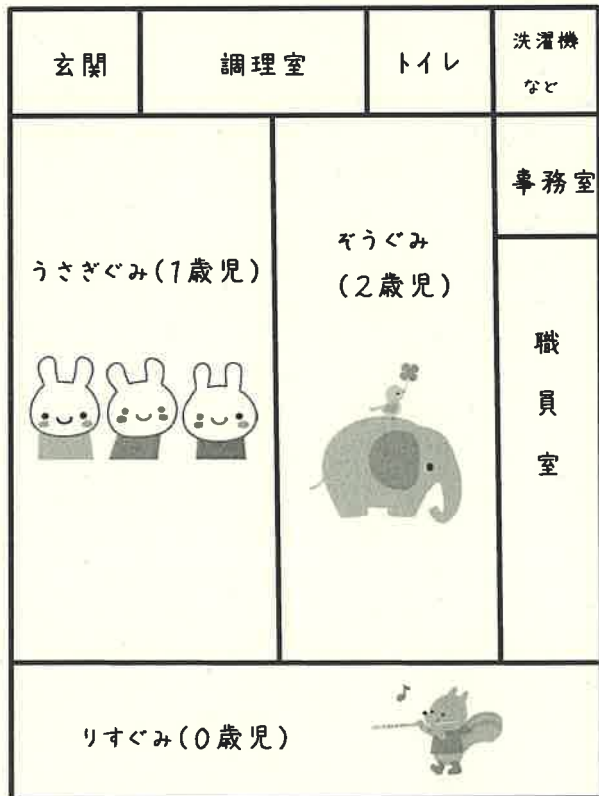 玄関
調理室
トイレ
洗濯機
など
事務室
うさぎぐみ(1歳児)
ぞうぐみ
(2歳児)
職員室
りすぐみ(0歳児)